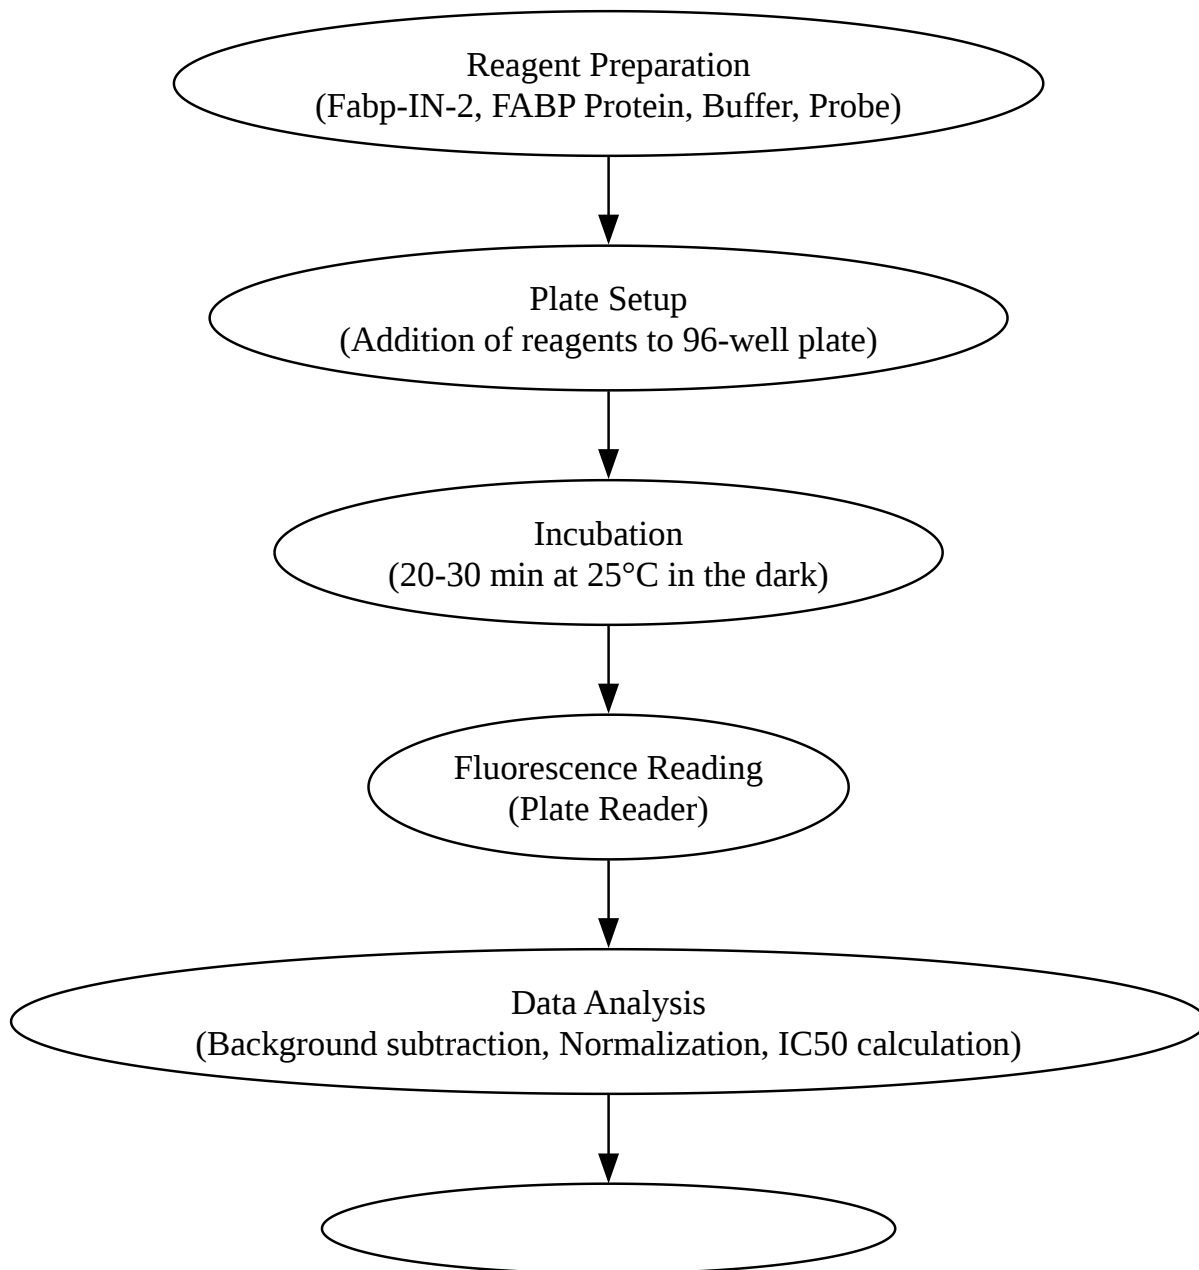 Reagent Preparation
(Fabp-IN-2, FABP Protein, Buffer, Probe)
Plate Setup
(Addition of reagents to 96-well plate)
Incubation
(20-30 min at 25°C in the dark)
Fluorescence Reading
(Plate Reader)
Data Analysis
(Background subtraction, Normalization, IC50 calculation)